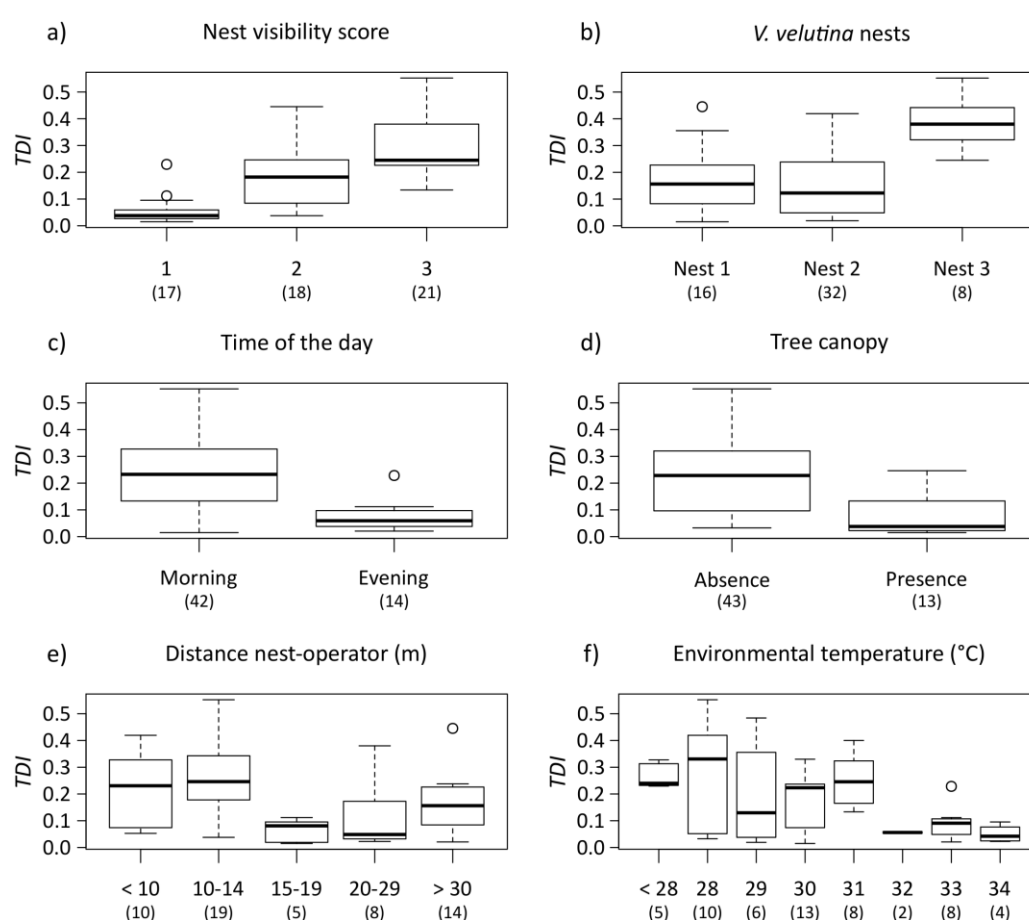 a) Nest visibility score
TDI
0.5
0.4
0.3
0.2
0.1
0.0
1 2 3
(17) (18) (21)
b) V. velutina nests
TDI
0.5
0.4
0.3
0.2
0.1
0.0
Nest 1 Nest 2 Nest 3
(16) (32) (8)
c) Time of the day
TDI
0.5
0.4
0.3
0.2
0.1
0.0
Morning Evening
(42) (14)
d) Tree canopy
TDI
0.5
0.4
0.3
0.2
0.1
0.0
Absence Presence
(43) (13)
e) Distance nest-operator (m)
TDI
0.5
0.4
0.3
0.2
0.1
0.0
< 10 10-14 15-19 20-29 > 30
(10) (19) (5) (8) (14)
f) Environmental temperature (°C)
TDI
0.5
0.4
0.3
0.2
0.1
0.0
< 28 28 29 30 31 32 33 34
(5) (10) (6) (13) (8) (2) (8) (4)